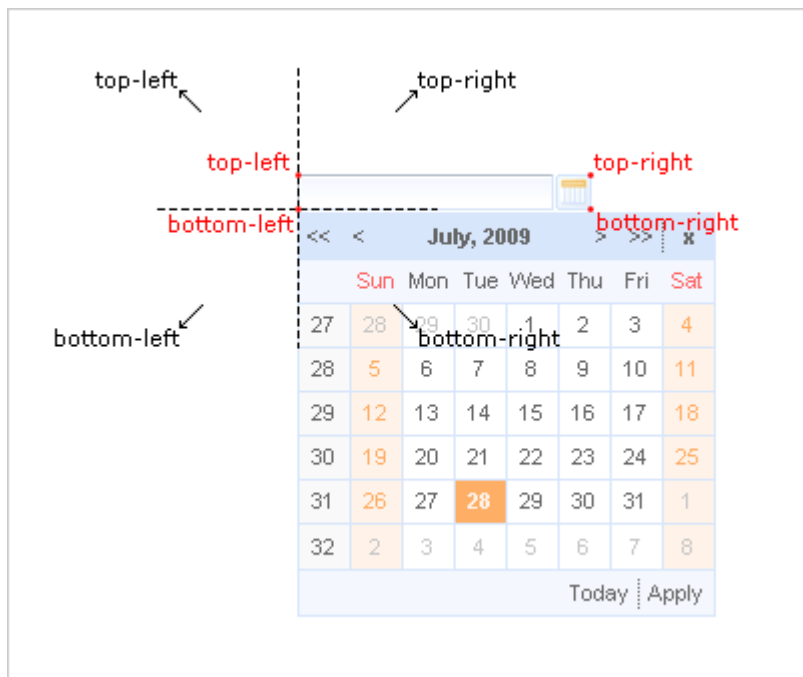 top-left top-right
top-left top-right
bottom-left bottom-right
<< < July, 2009 > >> x
Sun Mon Tue Wed Thu Fri Sat
27 28 29 30 1 2 3 4
bottom-left bottom-right
28 5 6 7 8 9 10 11
29 12 13 14 15 16 17 18
30 19 20 21 22 23 24 25
31 26 27 28 29 30 31 1
32 2 3 4 5 6 7 8
Today Apply